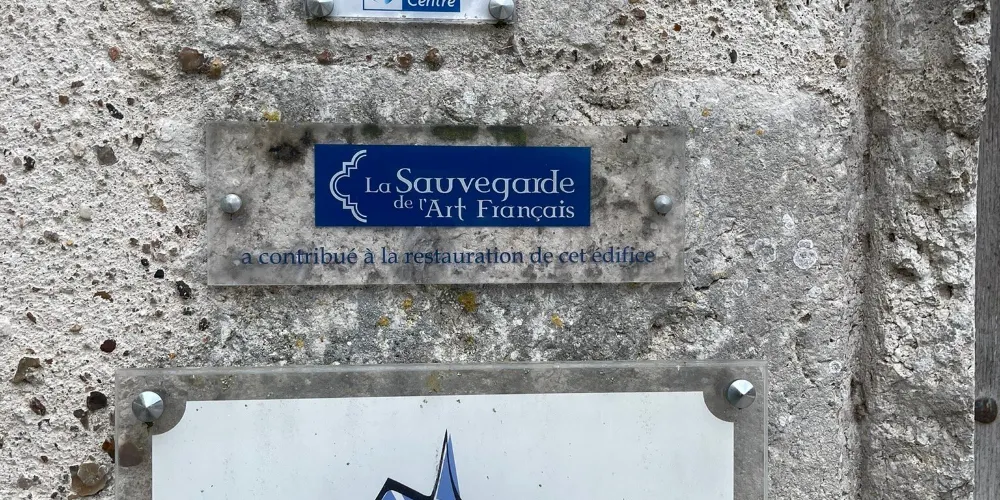 Centre
La Sauvegarde
de l'Art Français
a contribué à la restauration de cet édifice